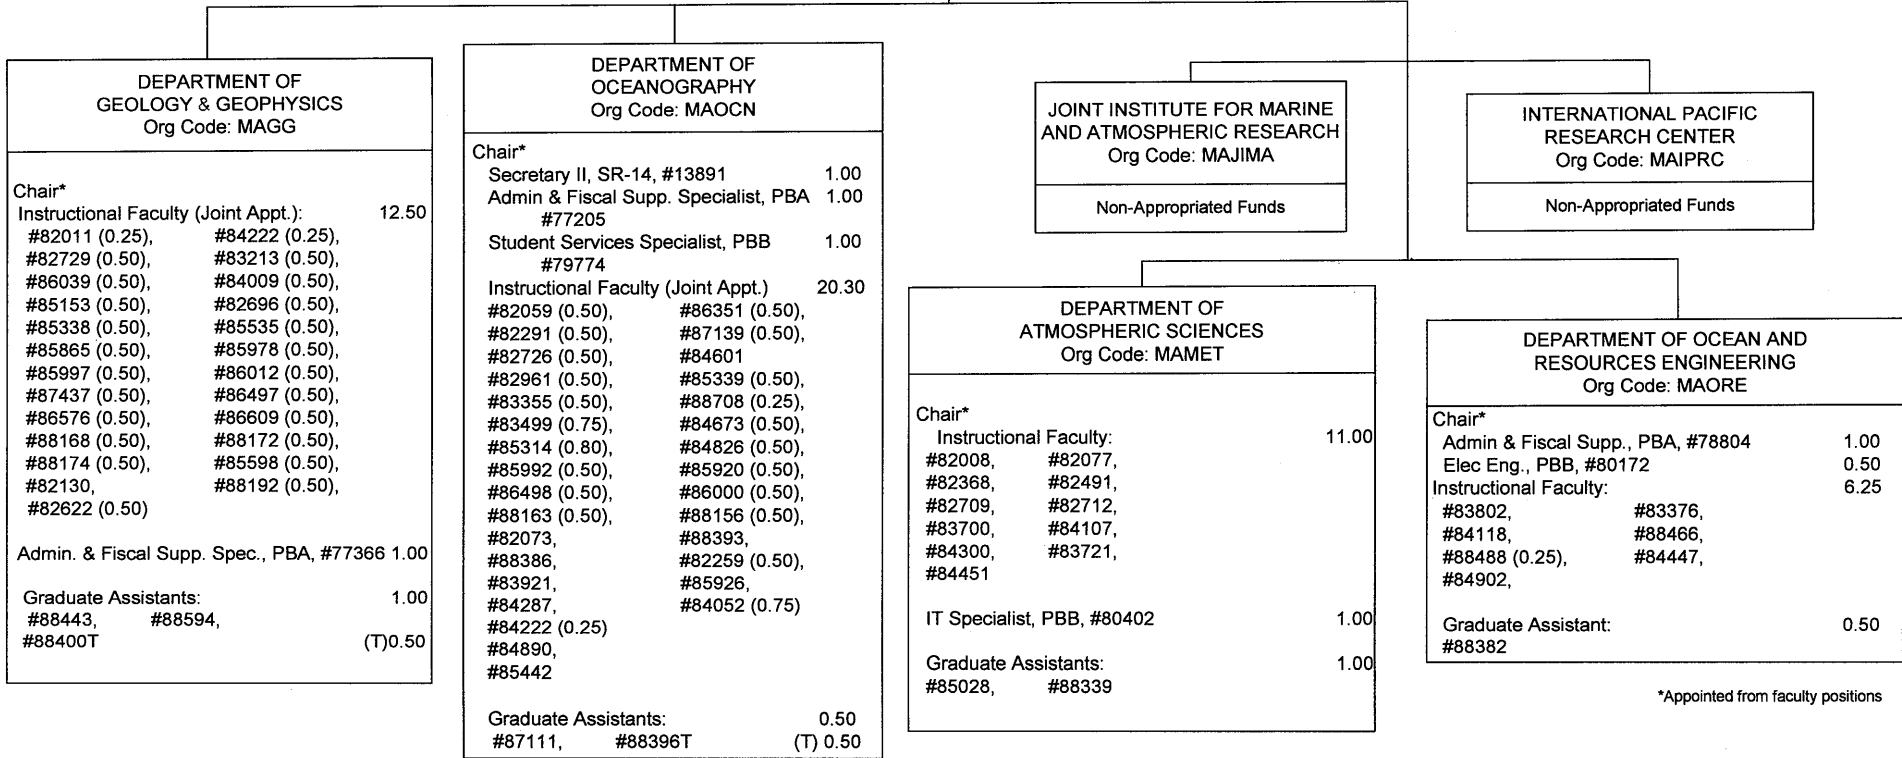 DEPARTMENT OF
GEOLOGY & GEOPHYSICS
Org Code: MAGG
Chair*
Instructional Faculty (Joint Appt.): 12.50
#82011 (0.25), #84222 (0.25),
#82729 (0.50), #83213 (0.50),
#86039 (0.50), #84009 (0.50),
#85153 (0.50), #82696 (0.50),
#85338 (0.50), #85535 (0.50),
#85865 (0.50), #85978 (0.50),
#85997 (0.50), #86012 (0.50),
#87437 (0.50), #86497 (0.50),
#86576 (0.50), #86609 (0.50),
#88168 (0.50), #88172 (0.50),
#88174 (0.50), #85598 (0.50),
#82130, #88192 (0.50),
#82622 (0.50)
Admin. & Fiscal Supp. Spec., PBA, #77366 1.00
Graduate Assistants: 1.00
#88443, #88594,
#88400T (T)0.50
DEPARTMENT OF
OCEANOGRAPHY
Org Code: MAOCN
Chair*
Secretary II, SR-14, #13891 1.00
Admin & Fiscal Supp. Specialist, PBA 1.00
#77205
Student Services Specialist, PBB 1.00
#79774
Instructional Faculty (Joint Appt.) 20.30
#82059 (0.50), #86351 (0.50),
#82291 (0.50), #87139 (0.50),
#82726 (0.50), #84601
#82961 (0.50), #85339 (0.50),
#83355 (0.50), #88708 (0.25),
#83499 (0.75), #84673 (0.50),
#85314 (0.80), #84826 (0.50),
#85992 (0.50), #85920 (0.50),
#86498 (0.50), #86000 (0.50),
#88163 (0.50), #88156 (0.50),
#82073, #88393,
#88386, #82259 (0.50),
#83921, #85926,
#84287, #84052 (0.75)
#84222 (0.25)
#84890,
#85442
Graduate Assistants: 0.50
#87111, #88396T (T) 0.50
JOINT INSTITUTE FOR MARINE
AND ATMOSPHERIC RESEARCH
Org Code: MAJIMA
Non-Appropriated Funds
INTERNATIONAL PACIFIC
RESEARCH CENTER
Org Code: MAIPRC
Non-Appropriated Funds
DEPARTMENT OF
ATMOSPHERIC SCIENCES
Org Code: MAMET
Chair*
Instructional Faculty: 11.00
#82008, #82077,
#82368, #82491,
#82709, #82712,
#83700, #84107,
#84300, #83721,
#84451
IT Specialist, PBB, #80402 1.00
Graduate Assistants: 1.00
#85028, #88339
DEPARTMENT OF OCEAN AND
RESOURCES ENGINEERING
Org Code: MAORE
Chair*
Admin & Fiscal Supp., PBA, #78804 1.00
Elec Eng., PBB, #80172 0.50
Instructional Faculty: 6.25
#83802, #83376,
#84118, #88466,
#88488 (0.25), #84447,
#84902,
Graduate Assistant: 0.50
#88382
*Appointed from faculty positions